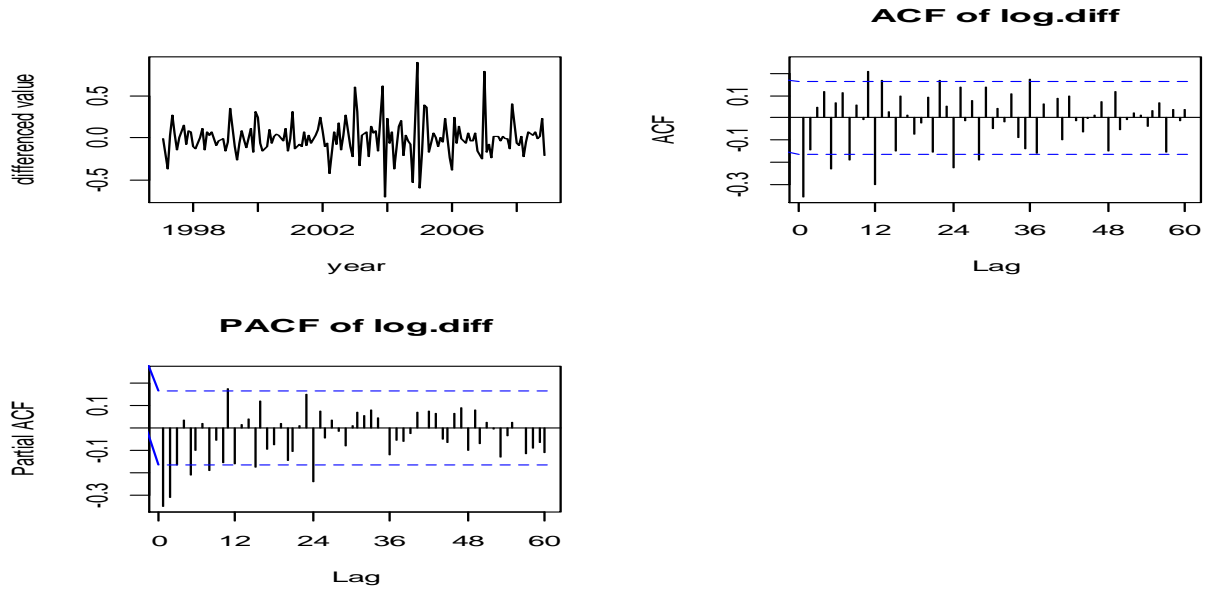 differenced value
0.5
0.0
-0.5
1998 2002 2006
year
ACF of log.diff
ACF
0.1
-0.1
-0.3
0 12 24 36 48 60
Lag
PACF of log.diff
Partial ACF
0.1
-0.1
-0.3
0 12 24 36 48 60
Lag